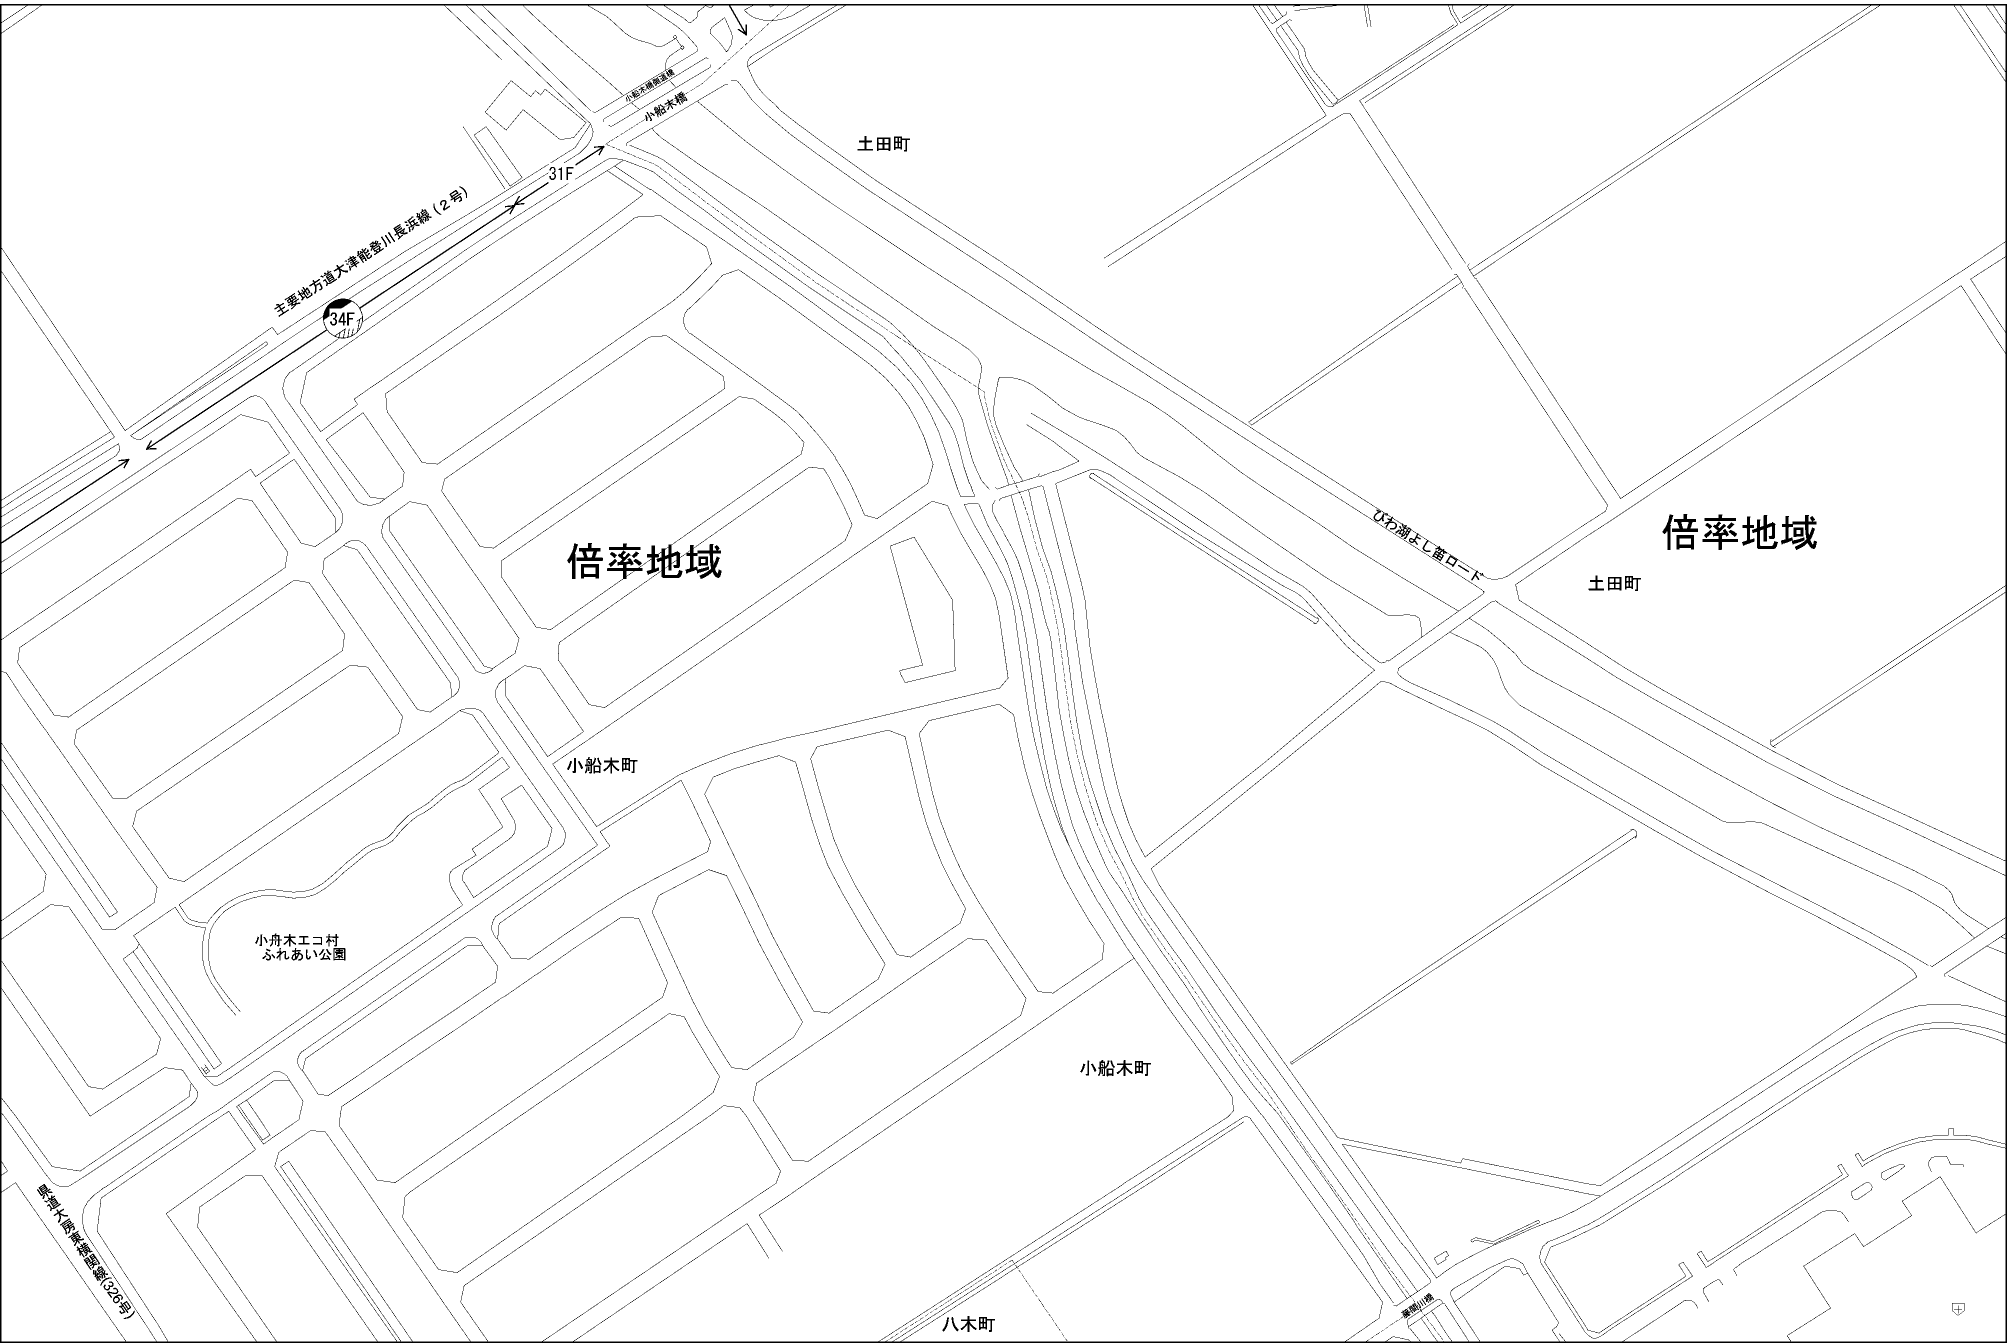 小船木橋側道橋
小船木橋
土田町
31F
主要地方道大津能登川長浜線(2号)
34F
びわ湖よし笛ロード
倍率地域
倍率地域
土田町
小船木町
小舟木エコ村
ふれあい公園
小船木町
県道大房東横関線(326号)
八木町